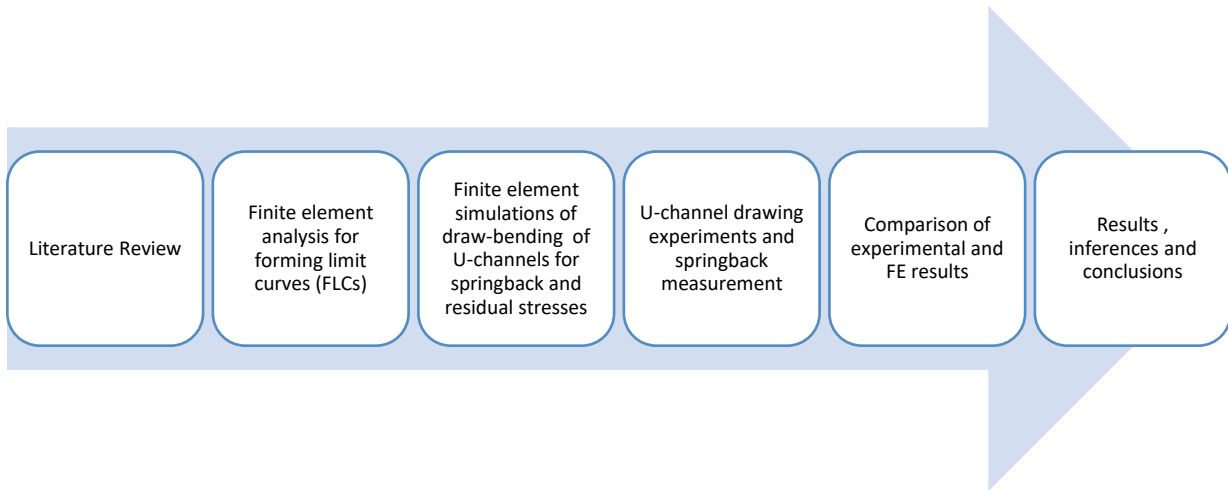 Literature Review
Finite element
analysis for
forming limit
curves (FLCs)
Finite element
simulations of
draw-bending of
U-channels for
springback and
residual stresses
U-channel drawing
experiments and
springback
measurement
Comparison of
experimental and
FE results
Results ,
inferences and
conclusions